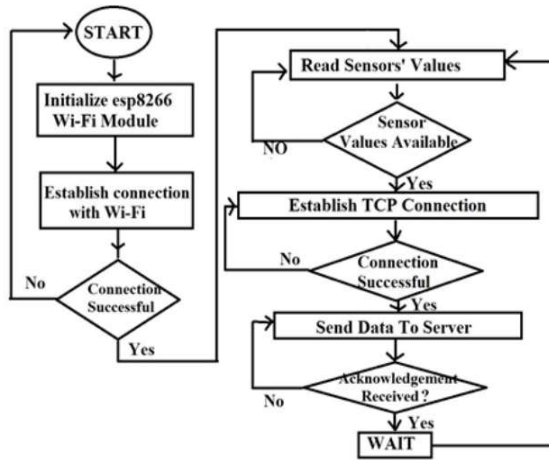 START
Initialize esp8266
Wi-Fi Module
Establish connection
with Wi-Fi
No
Connection
Successful
Yes
Read Sensors' Values
NO
Sensor
Values Available
Yes
Establish TCP Connection
No
Connection
Successful
Yes
Send Data To Server
No
Acknowledgement
Received ?
Yes
WAIT